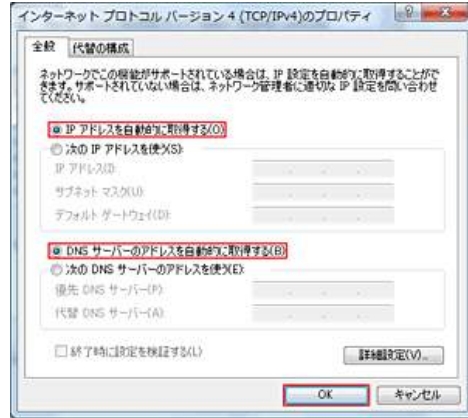 インターネット プロトコル バージョン 4 (TCP/IPv4)のプロパティ
全般 代替の構成
ネットワークでこの機能がサポートされている場合は、IP 設定を自動的に取得することがで
きます。サポートされていない場合は、ネットワーク管理者に適切な IP 設定を問い合わせ
てください。
IP アドレスを自動的に取得する(O)
次の IP アドレスを使う(S):
IP アドレス(I):
サブネット マスク(U):
デフォルト ゲートウェイ(D):
DNS サーバーのアドレスを自動的に取得する(B)
次の DNS サーバーのアドレスを使う(E):
優先 DNS サーバー(P):
代替 DNS サーバー(A):
終了時に設定を検証する(L)
詳細設定(V)...
OK キャンセル